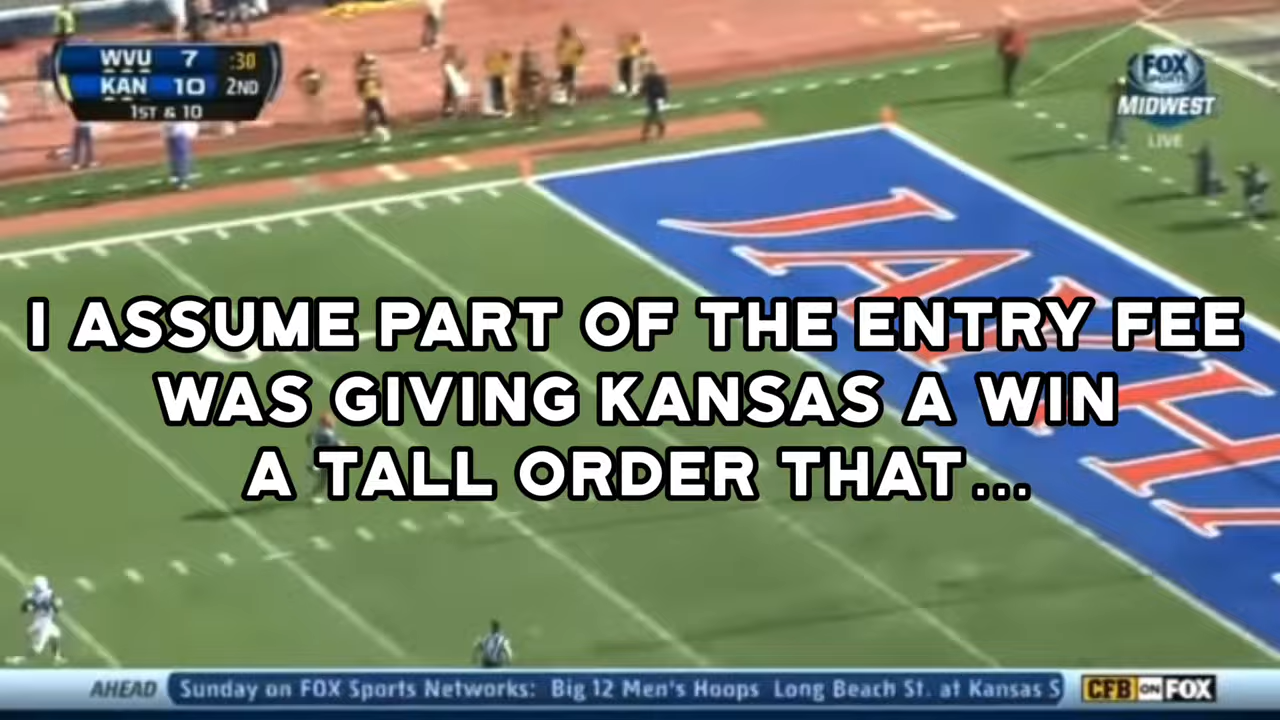 WVU 7 :30
KAN 10 2ND
1ST & 10
FOX
SPORTS
MIDWEST
LIVE
JAYH
I ASSUME PART OF THE ENTRY FEE
WAS GIVING KANSAS A WIN
A TALL ORDER THAT...
AHEAD Sunday on FOX Sports Networks: Big 12 Men's Hoops Long Beach St. at Kansas S CFB ON FOX